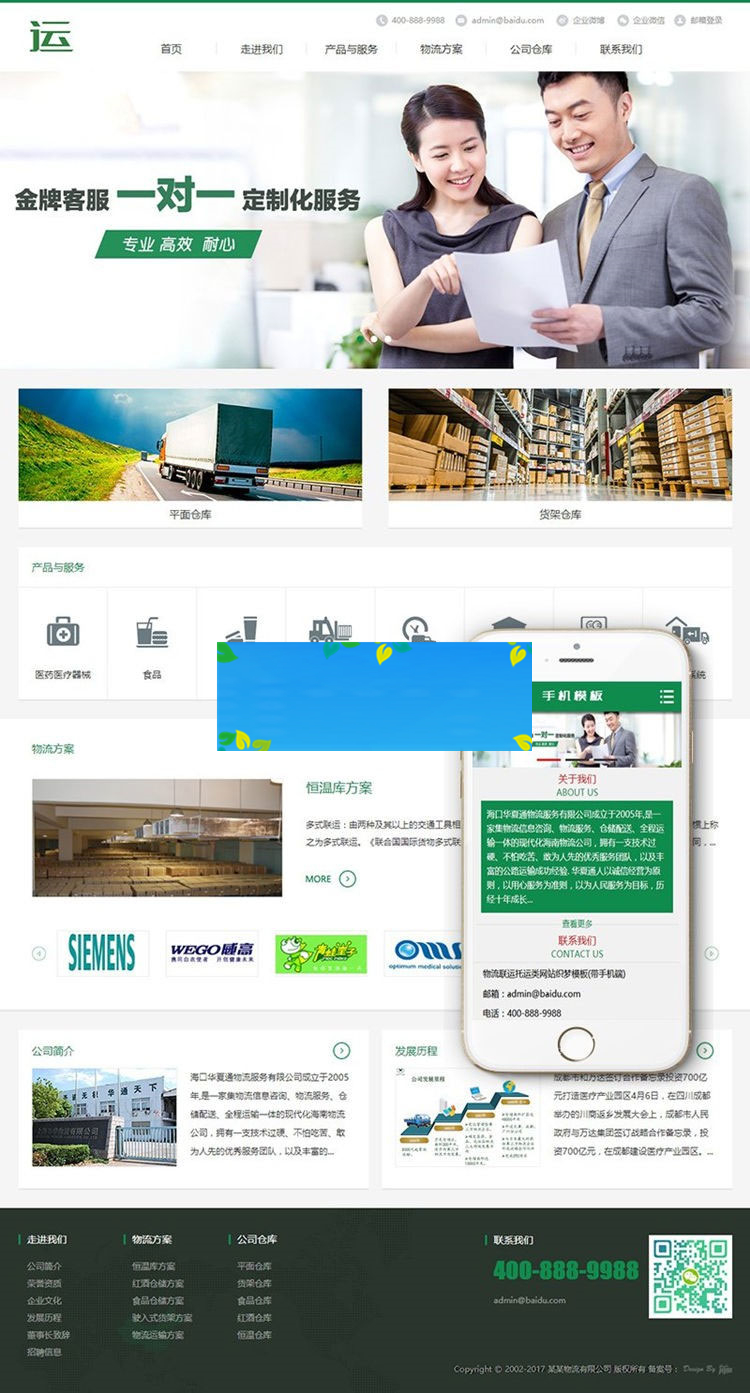 运
400-888-9988
admin@baidu.com
企业微博
企业微信
邮箱登录
首页
走进我们
产品与服务
物流方案
公司仓库
联系我们
金牌客服 一对一 定制化服务
专业 高效 耐心
平面仓库
货架仓库
产品与服务
医药医疗器械
食品
系统
物流方案
恒温库方案
多式联运：由两种及其以上的交通工具相
之为多式联运。《联合国国际货物多式联
惯上称
同，...
MORE
SIEMENS
WEGO威高
携同白衣使者 开创健康未来
optimum medical
手机模板
一对一
关于我们
ABOUT US
海口华夏通物流服务有限公司成立于2005年,是一
家集物流信息咨询、物流服务、仓储配送、全程运
输一体的现代化海南物流公司，拥有一支技术过
硬、不怕吃苦、敢为人先的优秀服务团队，以及丰
富的公路运输成功经验. 华夏通人以诚信经营为原
则，以用心服务为准则，以为人民服务为目标，历
经十年成长...
查看更多
联系我们
CONTACT US
物流联运托运类网站织梦模板(带手机端)
邮箱：admin@baidu.com
电话：400-888-9988
公司简介
华通天下
海口华夏通物流服务有限公司成立于2005
年,是一家集物流信息咨询、物流服务、仓
储配送、全程运输一体的现代化海南物流
公司，拥有一支技术过硬、不怕吃苦、敢
为人先的优秀服务团队，以及丰富的...
发展历程
公司发展里程
成都市和万达签订合作备忘录投资700亿
元打造医疗产业园区4月6日，在四川成都
举办的川商返乡发展大会上，成都市人民
政府与万达集团签订战略合作备忘录，投
资700亿元，在成都建设医疗产业园区。...
走进我们
公司简介
荣誉资质
企业文化
发展历程
董事长致辞
招聘信息
物流方案
恒温库方案
红酒仓储方案
食品仓储方案
驶入式货架方案
物流运输方案
公司仓库
平面仓库
货架仓库
食品仓库
红酒仓库
恒温仓库
联系我们
400-888-9988
admin@baidu.com
Copyright © 2002-2017 某某物流有限公司 版权所有 备案号：
Design By